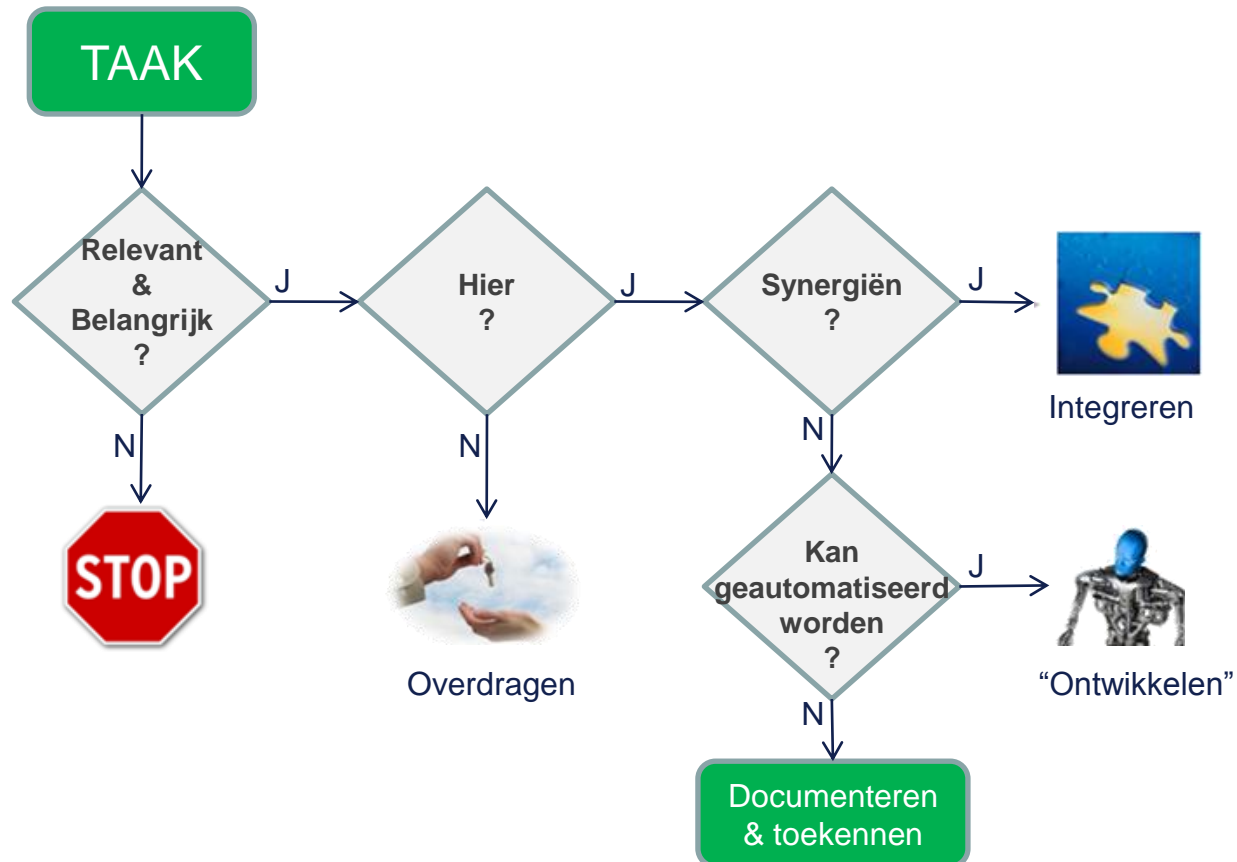 TAAK
Relevant
&
Belangrijk
?
J
Hier
?
J
Synergiën
?
J
Integreren
N
STOP
N
Overdragen
N
Kan
geautomatiseerd
worden
?
J
“Ontwikkelen”
N
Documenteren
& toekennen